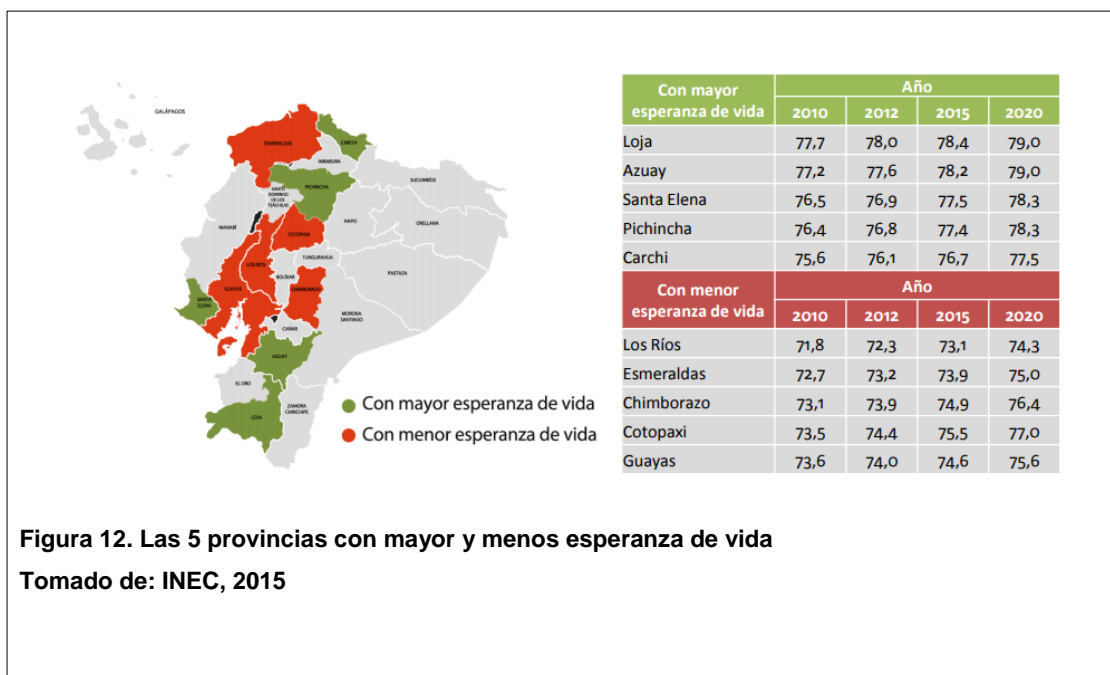 GALÁPAGOS
ESMERALDAS
CARCHI
IMBABURA
SUCUMBÍOS
PICHINCHA
SANTO
DOMINGO
DE LOS
TSÁCHILAS
NAPO
ORELLANA
MANABÍ
COTOPAXI
TUNGURAHUA
LOS RÍOS
BOLÍVAR
PASTAZA
GUAYAS
CHIMBORAZO
SANTA
ELENA
MORONA
SANTIAGO
CAÑAR
AZUAY
EL ORO
ZAMORA
CHINCHIPE
LOJA
Con mayor esperanza de vida
Con menor esperanza de vida
Con mayor esperanza de vida Año
2010 2012 2015 2020
Loja 77,7 78,0 78,4 79,0
Azuay 77,2 77,6 78,2 79,0
Santa Elena 76,5 76,9 77,5 78,3
Pichincha 76,4 76,8 77,4 78,3
Carchi 75,6 76,1 76,7 77,5
Con menor esperanza de vida Año
2010 2012 2015 2020
Los Ríos 71,8 72,3 73,1 74,3
Esmeraldas 72,7 73,2 73,9 75,0
Chimborazo 73,1 73,9 74,9 76,4
Cotopaxi 73,5 74,4 75,5 77,0
Guayas 73,6 74,0 74,6 75,6
Figura 12. Las 5 provincias con mayor y menos esperanza de vida
Tomado de: INEC, 2015